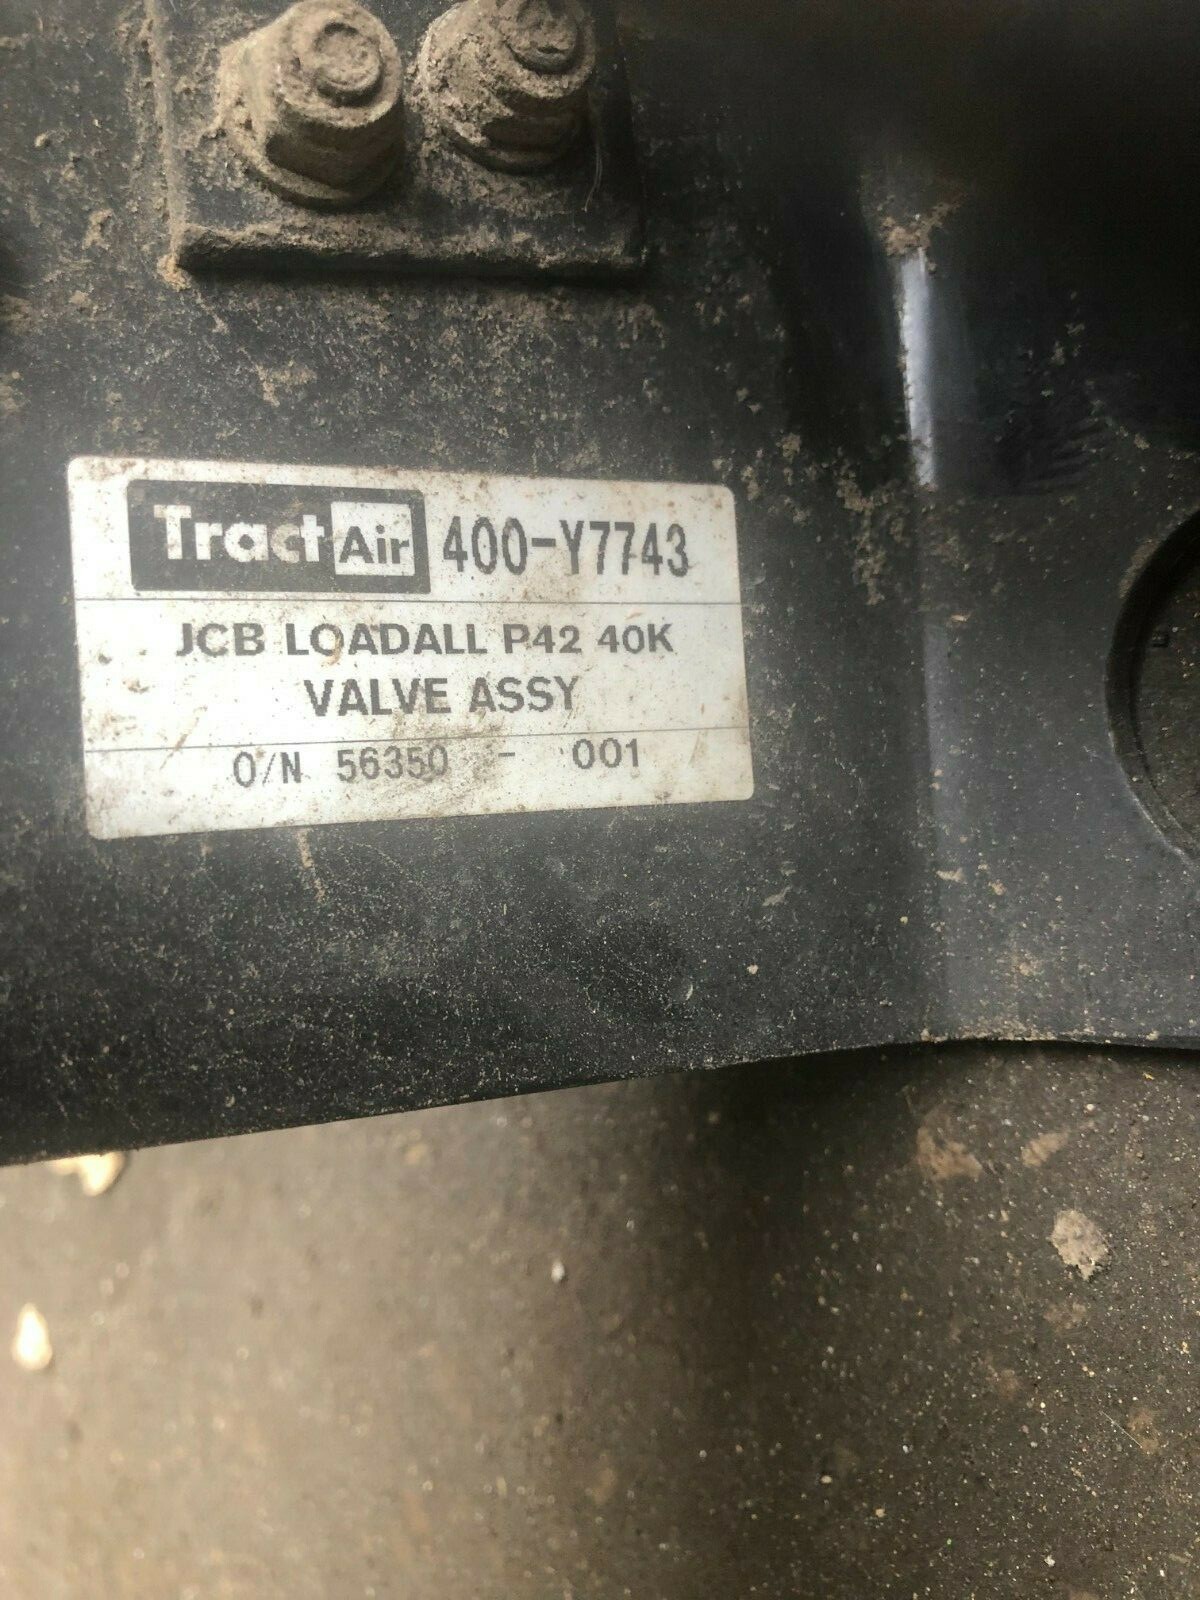 TractAir 400-Y7743
JCB LOADALL P42 40K
VALVE ASSY
O/N 56350 - 001